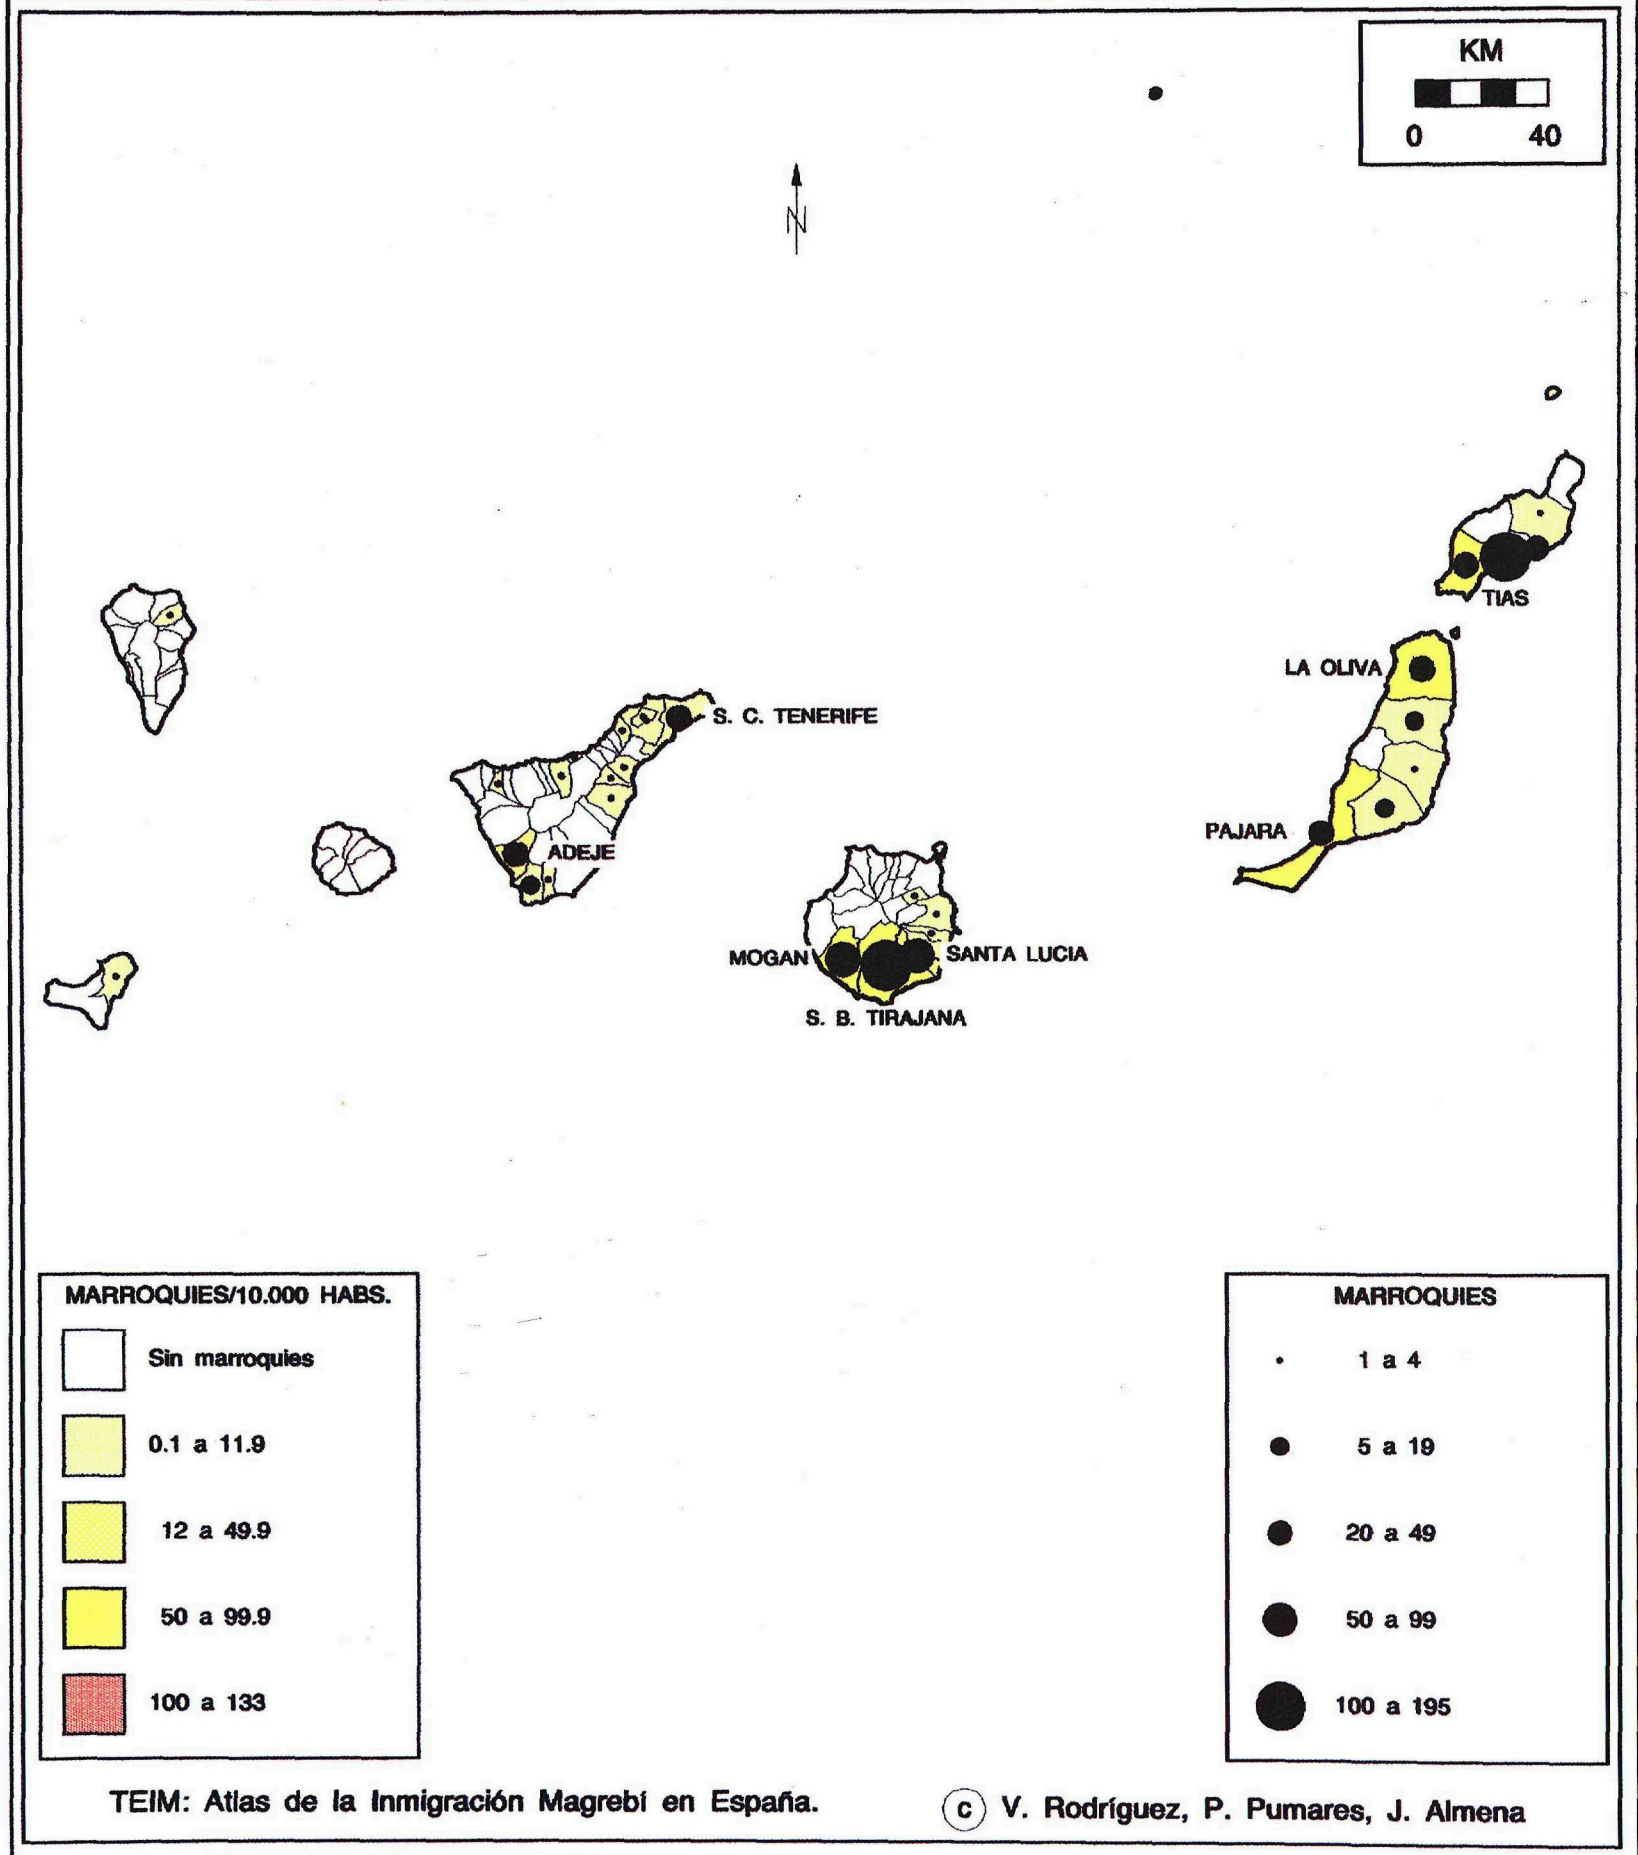 KM
0 40
N
TIAS
LA OLIVA
S. C. TENERIFE
PAJARA
ADEJE
MOGAN
SANTA LUCIA
S. B. TIRAJANA
MARROQUIES/10.000 HABS.
Sin marroquies
0.1 a 11.9
12 a 49.9
50 a 99.9
100 a 133
MARROQUIES
1 a 4
5 a 19
20 a 49
50 a 99
100 a 195
TEIM: Atlas de la Inmigración Magrebí en España.
c V. Rodríguez, P. Pumares, J. Almena